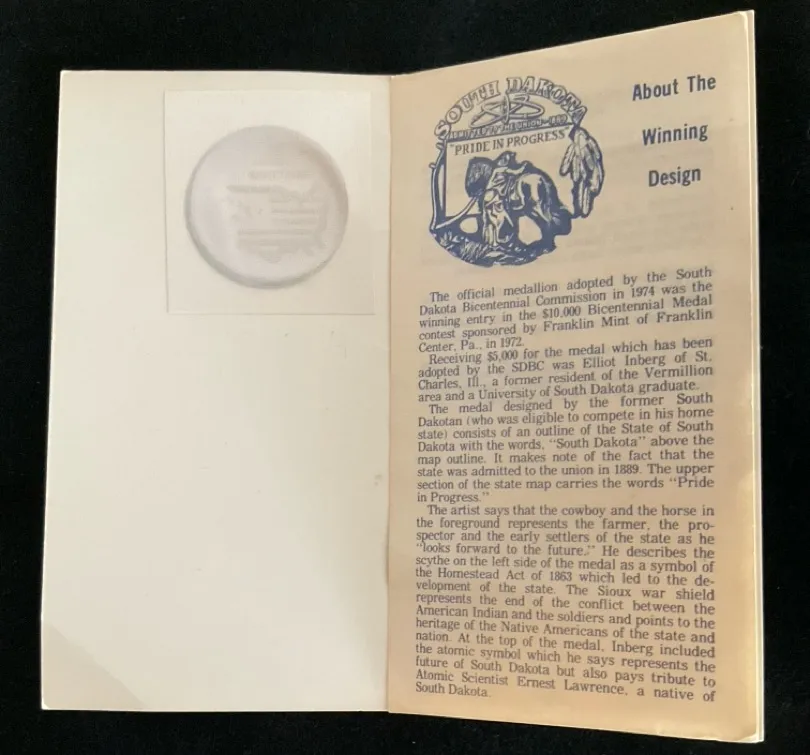 SOUTH DAKOTA
ADMITTED TO THE UNION 1889
"PRIDE IN PROGRESS"
About The
Winning
Design
The official medallion adopted by the South
Dakota Bicentennial Commission in 1974 was the
winning entry in the $10,000 Bicentennial Medal
contest sponsored by Franklin Mint of Franklin
Center, Pa., in 1972.
Receiving $5,000 for the medal which has been
adopted by the SDBC was Elliot Inberg of St.
Charles, Ill., a former resident of the Vermillion
area and a University of South Dakota graduate.
The medal designed by the former South
Dakotan (who was eligible to compete in his home
state) consists of an outline of the State of South
Dakota with the words, "South Dakota" above the
map outline. It makes note of the fact that the
state was admitted to the union in 1889. The upper
section of the state map carries the words "Pride
in Progress."
The artist says that the cowboy and the horse in
the foreground represents the farmer, the pro-
spector and the early settlers of the state as he
"looks forward to the future." He describes the
scythe on the left side of the medal as a symbol of
the Homestead Act of 1863 which led to the de-
velopment of the state. The Sioux war shield
represents the end of the conflict between the
American Indian and the soldiers and points to the
heritage of the Native Americans of the state and
nation. At the top of the medal, Inberg included
the atomic symbol which he says represents the
future of South Dakota but also pays tribute to
Atomic Scientist Ernest Lawrence, a native of
South Dakota.